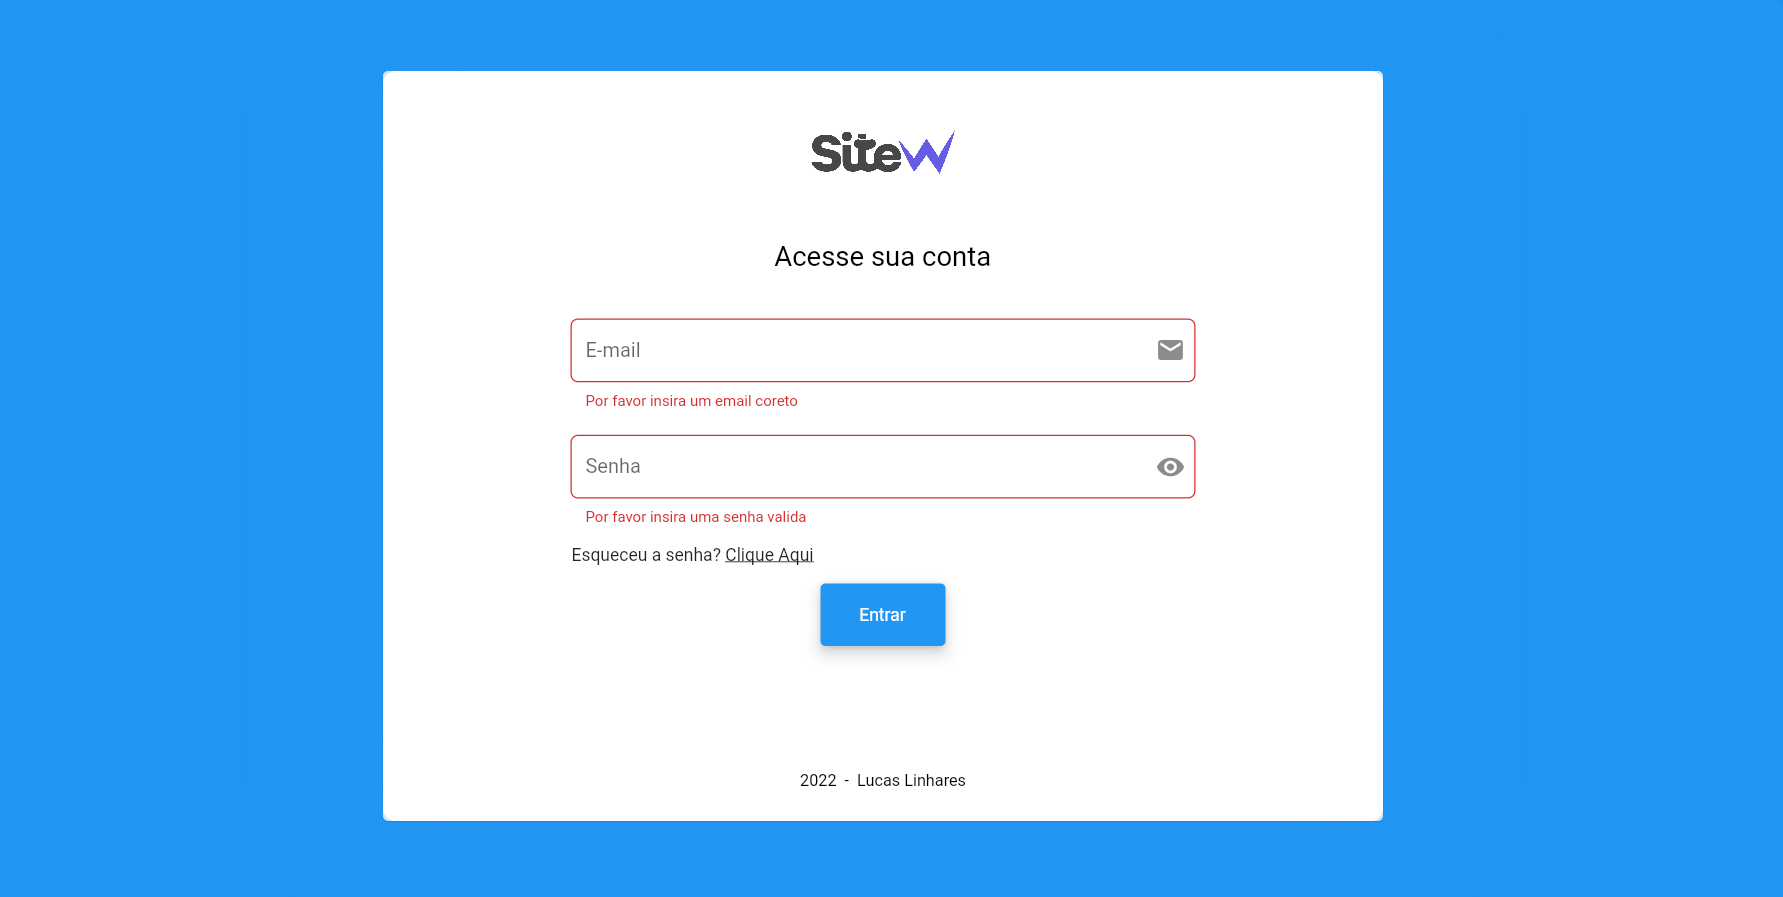 SiteW
Acesse sua conta
E-mail
Por favor insira um email coreto
Senha
Por favor insira uma senha valida
Esqueceu a senha? Clique Aqui
Entrar
2022 - Lucas Linhares